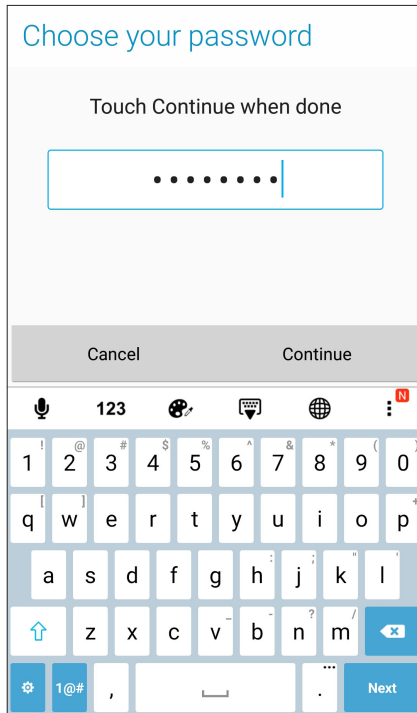 Choose your password
Touch Continue when done
••••••••
Cancel Continue
123 N
! @ # $ % ^ & * ( )
1 2 3 4 5 6 7 8 9 0
[ ] +
q w e r t y u i o p
: ; " '
a s d f g h j k l
_ - ? /
z x c v b n m
1@# , ... . Next